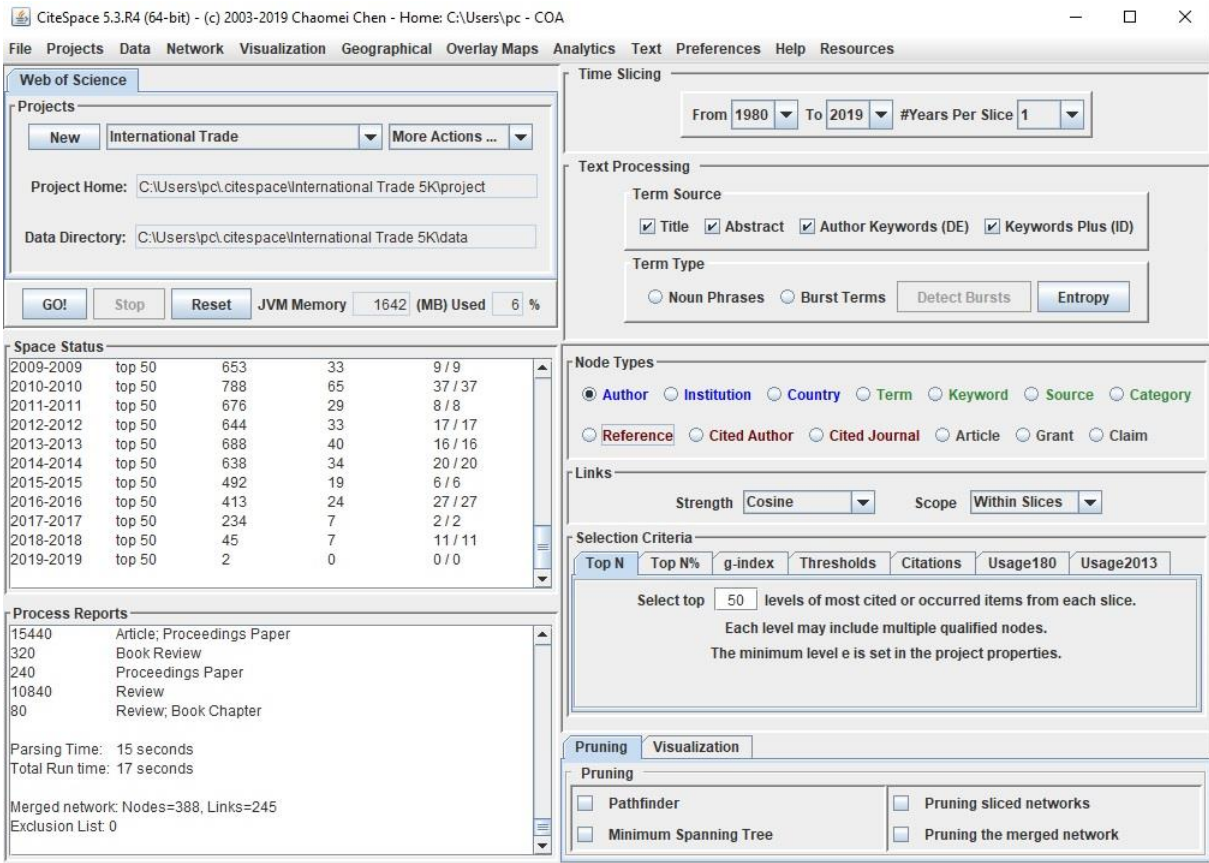 CiteSpace 5.3.R4 (64-bit) - (c) 2003-2019 Chaomei Chen - Home: C:\Users\pc - COA
File Projects Data Network Visualization Geographical Overlay Maps Analytics Text Preferences Help Resources
Web of Science
Projects
New International Trade More Actions ...
Project Home: C:\Users\pc\.citespace\International Trade 5K\project
Data Directory: C:\Users\pc\.citespace\International Trade 5K\data
GO! Stop Reset JVM Memory 1642 (MB) Used 6 %
Space Status
2009-2009 top 50 653 33 9 / 9
2010-2010 top 50 788 65 37 / 37
2011-2011 top 50 676 29 8 / 8
2012-2012 top 50 644 33 17 / 17
2013-2013 top 50 688 40 16 / 16
2014-2014 top 50 638 34 20 / 20
2015-2015 top 50 492 19 6 / 6
2016-2016 top 50 413 24 27 / 27
2017-2017 top 50 234 7 2 / 2
2018-2018 top 50 45 7 11 / 11
2019-2019 top 50 2 0 0 / 0
Process Reports
15440 Article; Proceedings Paper
320 Book Review
240 Proceedings Paper
10840 Review
80 Review; Book Chapter
Parsing Time: 15 seconds
Total Run time: 17 seconds
Merged network: Nodes=388, Links=245
Exclusion List: 0
Time Slicing
From 1980 To 2019 #Years Per Slice 1
Text Processing
Term Source
Title Abstract Author Keywords (DE) Keywords Plus (ID)
Term Type
Noun Phrases Burst Terms Detect Bursts Entropy
Node Types
Author Institution Country Term Keyword Source Category
Reference Cited Author Cited Journal Article Grant Claim
Links
Strength Cosine Scope Within Slices
Selection Criteria
Top N Top N% g-index Thresholds Citations Usage180 Usage2013
Select top 50 levels of most cited or occurred items from each slice.
Each level may include multiple qualified nodes.
The minimum level e is set in the project properties.
Pruning Visualization
Pruning
Pathfinder Pruning sliced networks
Minimum Spanning Tree Pruning the merged network